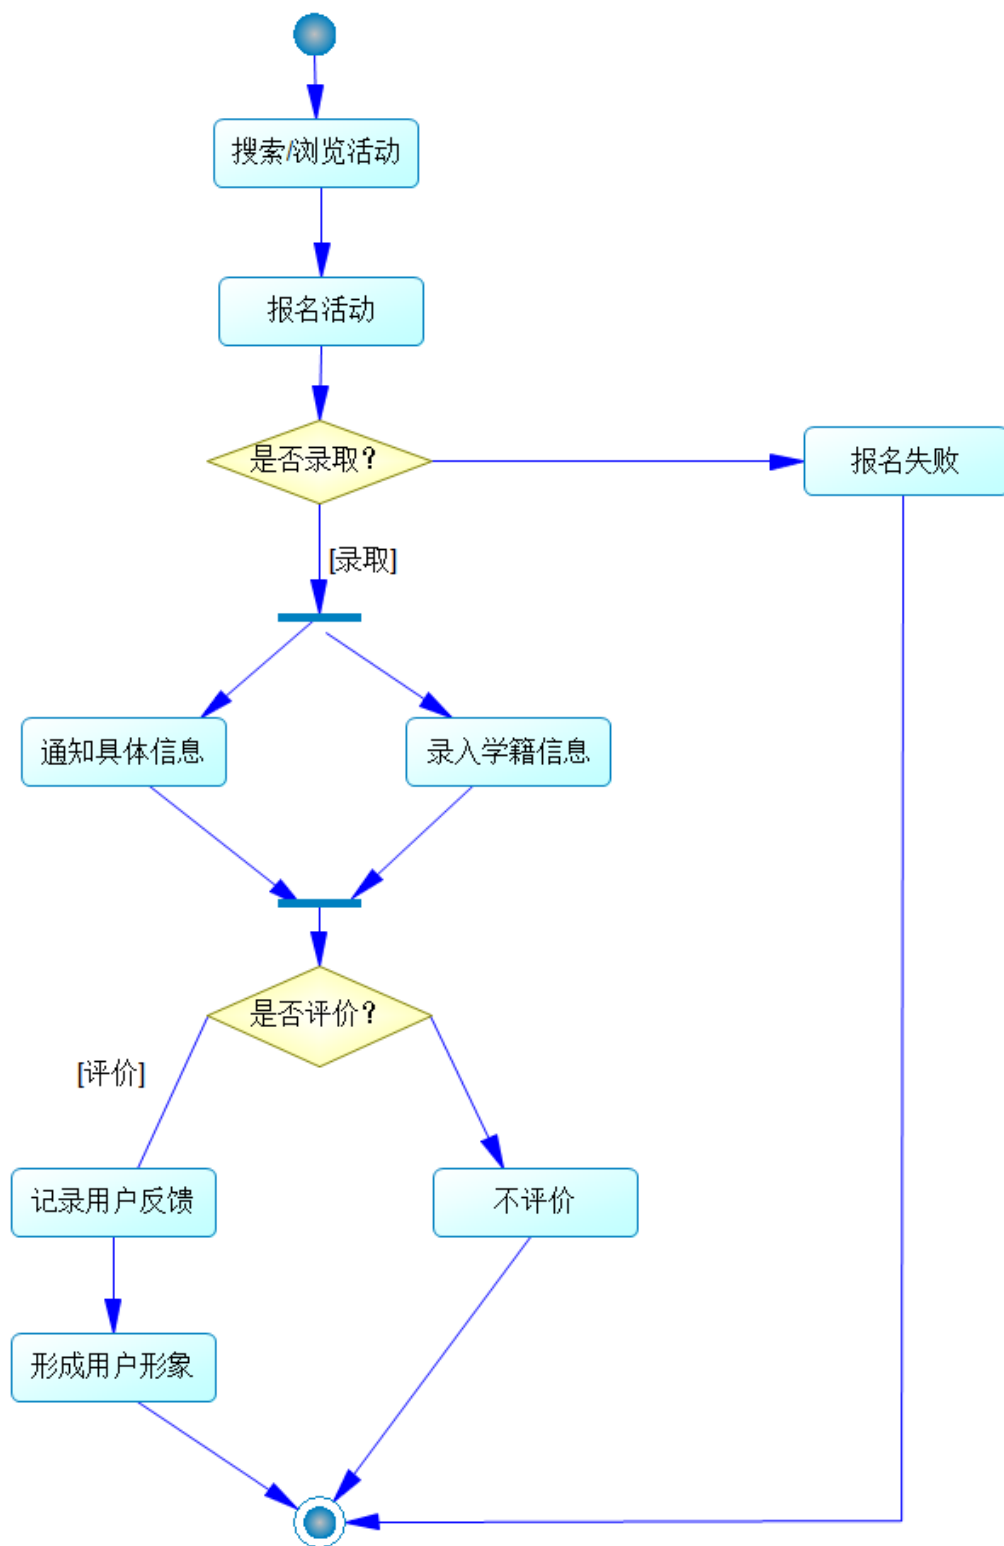 搜索/浏览活动
报名活动
是否录取？
报名失败
[录取]
通知具体信息
录入学籍信息
是否评价？
[评价]
记录用户反馈
不评价
形成用户形象